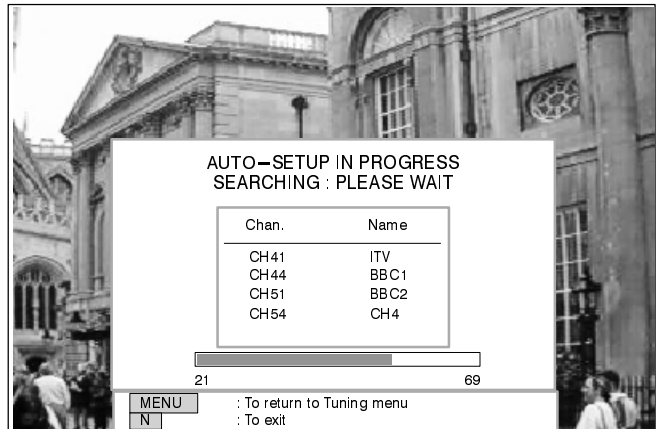 AUTO–SETUP IN PROGRESS
SEARCHING : PLEASE WAIT
Chan. Name
CH41 ITV
CH44 BBC1
CH51 BBC2
CH54 CH4
21 69
MENU : To return to Tuning menu
N : To exit